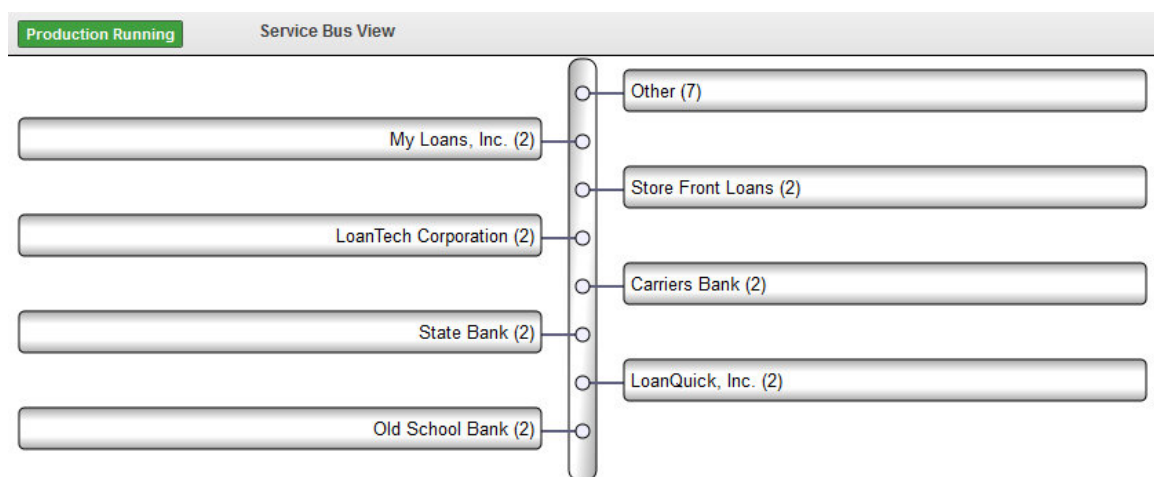 Production Running
Service Bus View
Other (7)
My Loans, Inc. (2)
Store Front Loans (2)
LoanTech Corporation (2)
Carriers Bank (2)
State Bank (2)
LoanQuick, Inc. (2)
Old School Bank (2)